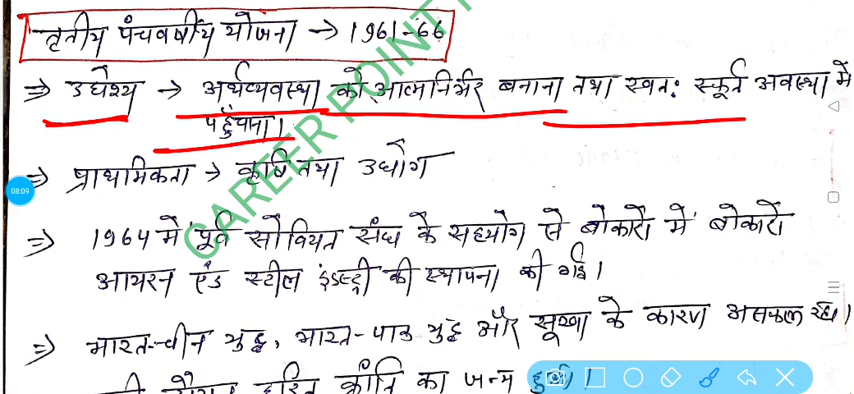 तृतीय पंचवर्षीय योजना → 1961-66
⇒ उद्देश्य → अर्थव्यवस्था को आत्मनिर्भर बनाना तथा स्वतः स्फूर्त अवस्था में
पहुँचाना।
⇒ प्राथमिकता → कृषि तथा उद्योग
⇒ 1964 में पूर्व सोवियत संघ के सहयोग से बोकारो में बोकारो
आयरन एंड स्टील इंडस्ट्री की स्थापना की गई।
⇒ भारत-चीन युद्ध, भारत-पाक युद्ध और सूखा के कारण असफल रहा।
हरित क्रांति का जन्म हुआ।
CAREER POINT
08:09